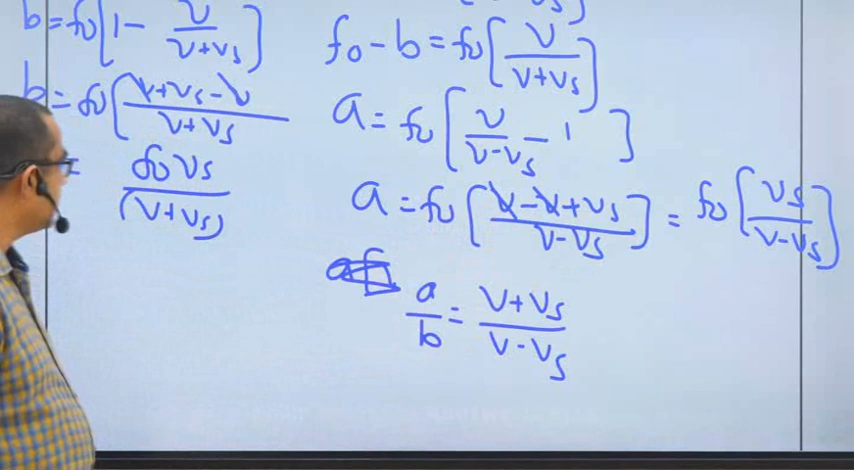 b = f₀[1 - v/(v+vₛ)]
b = f₀[(v+vₛ-v)/(v+vₛ)]
= f₀vₛ/(v+vₛ)
f₀ - b = f₀[v/(v+vₛ)]
a = f₀[v/(v-vₛ) - 1]
a = f₀[(v-v+vₛ)/(v-vₛ)] = f₀[vₛ/(v-vₛ)]
a/b = (v+vₛ)/(v-vₛ)